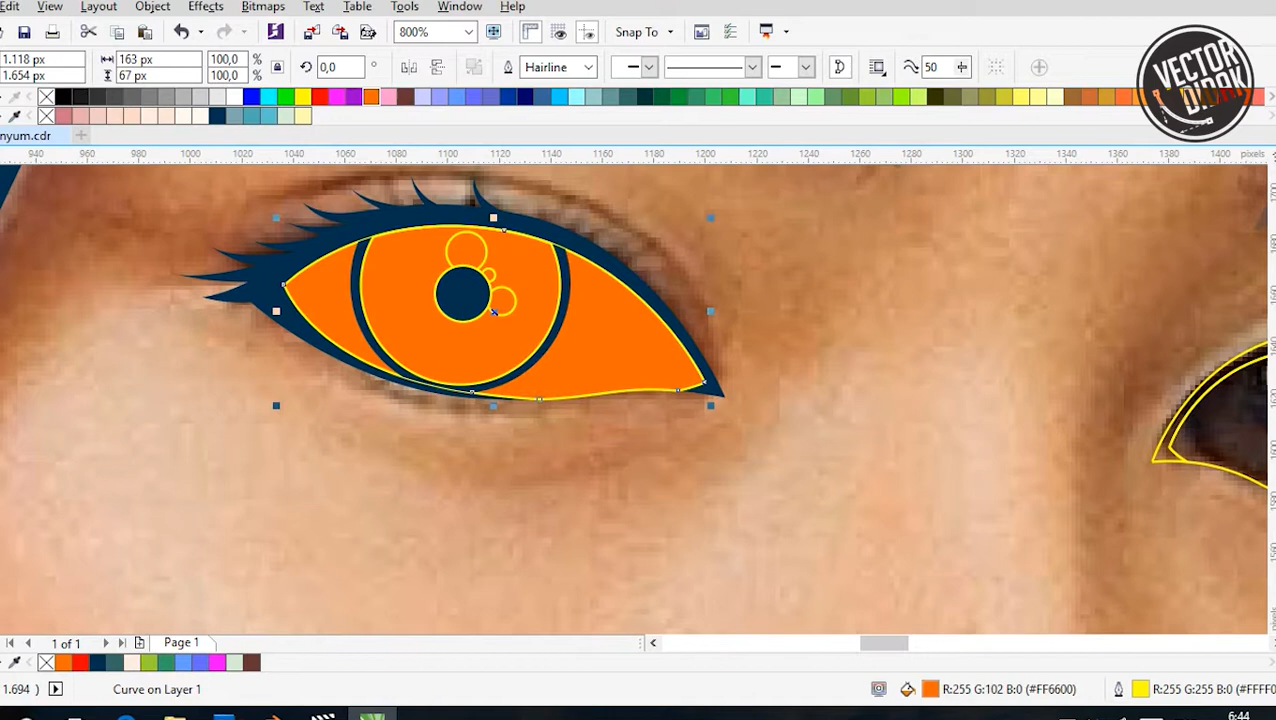 Edit View Layout Object Effects Bitmaps Text Table Tools Window Help
800% Snap To
1.118 px 163 px 100,0 % 0,0 ° Hairline 50
1.654 px 67 px 100,0 %
VECTOR
DIDAK
nyum.cdr
940 960 980 1000 1020 1040 1060 1080 1100 1120 1140 1160 1180 1200 1220 1240 1260 1280 1300 1320 1340 1360 1380 1400 pixels
1 of 1 Page 1
1.694 ) Curve on Layer 1 R:255 G:102 B:0 (#FF6600) R:255 G:255 B:0 (#FFFF0
6:44